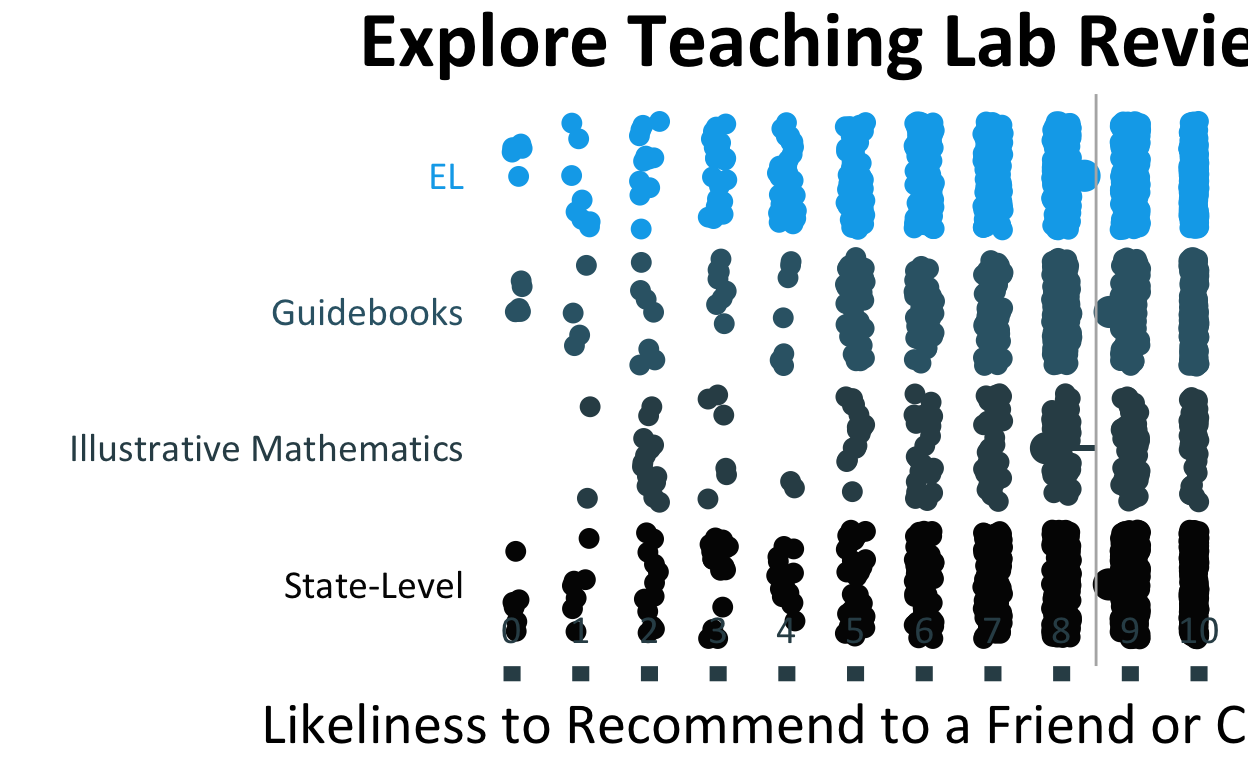 Explore Teaching Lab Revie
EL
Guidebooks
Illustrative Mathematics
State-Level
0 1 2 3 4 5 6 7 8 9 10
Likeliness to Recommend to a Friend or C